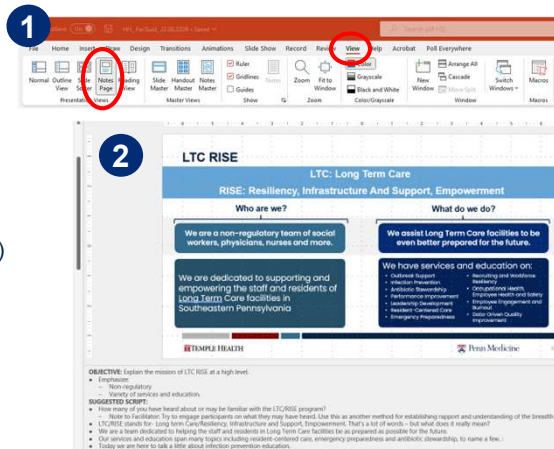 1
File Home Insert Draw Design Transitions Animations Slide Show Record Review View Help Acrobat Poll Everywhere
Normal Outline View Slide Sorter Notes Page Reading View
Slide Master Handout Master Notes Master
Ruler
Gridlines
Guides
Notes
Zoom Fit to Window
Color
Grayscale
Black and White
New Window
Arrange All
Cascade
Move Split
Switch Windows
Macros
Presentation Views Master Views Show Zoom Color/Grayscale Window Macros
2
)
LTC RISE
LTC: Long Term Care
RISE: Resiliency, Infrastructure And Support, Empowerment
Who are we?
What do we do?
We are a non-regulatory team of social
workers, physicians, nurses and more.
We assist Long Term Care facilities to be
even better prepared for the future.
We are dedicated to supporting and
empowering the staff and residents of
Long Term Care facilities in
Southeastern Pennsylvania
We have services and education on:
• Outbreak Support
• Infection Prevention
• Antibiotic Stewardship
• Performance Improvement
• Leadership Development
• Resident-Centered Care
• Emergency Preparedness
• Recruiting and Workforce
Resiliency
• Occupational Health,
Employee Health and Safety
• Employee Engagement and
Burnout
• Data Driven Quality
Improvement
TEMPLE HEALTH
Penn Medicine
OBJECTIVE: Explain the mission of LTC RISE at a high level.
• Emphasize:
– Non-regulatory
– Variety of services and education.
SUGGESTED SCRIPT:
• How many of you have heard about or may be familiar with the LTC/RISE program?
– Note to Facilitator: Try to engage participants on what they may have heard. Use this as another method for establishing rapport and understanding of the breadth
• LTC/RISE stands for- Long term Care/Resiliency, Infrastructure and Support, Empowerment. That's a lot of words – but what does it really mean?
• We are a team dedicated to helping the staff and residents in Long Term Care facilities be as prepared as possible for the future.
• Our services and education span many topics including resident-centered care, emergency preparedness and antibiotic stewardship, to name a few.
• Today we are here to talk a little about infection prevention education.